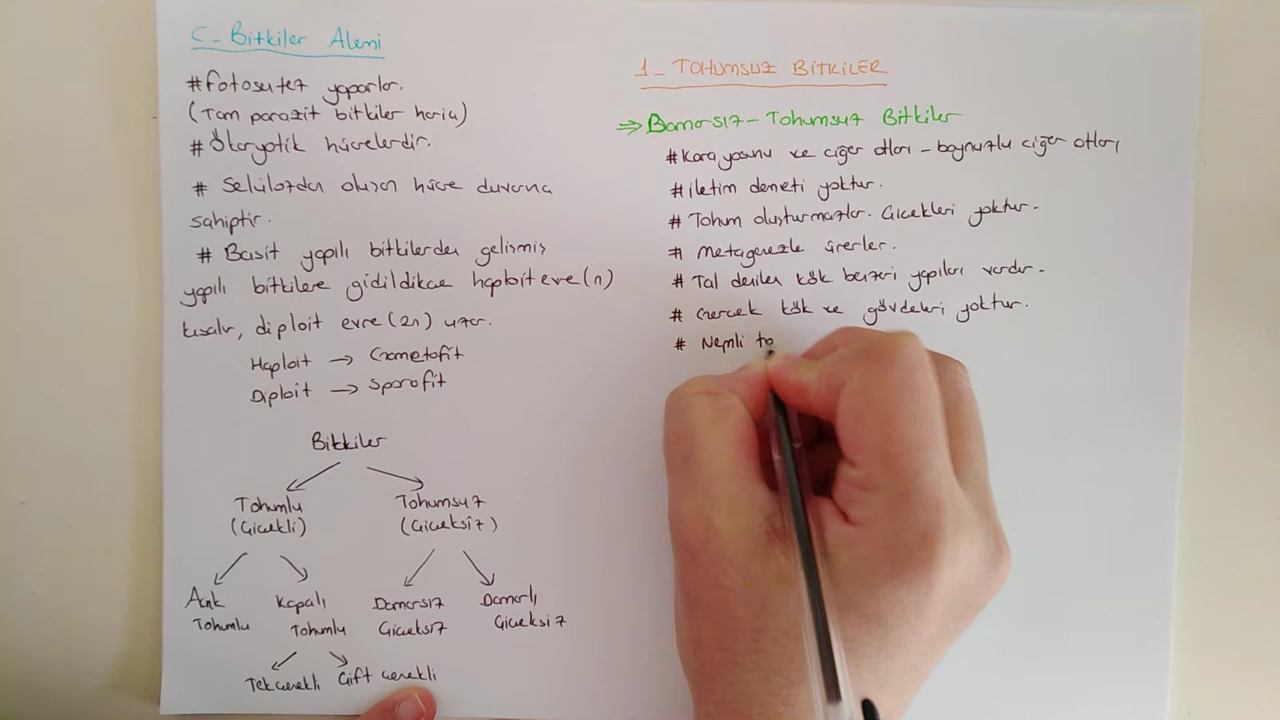 C- Bitkiler Alemi
# Fotosentez yaparlar.
(Tam parazit bitkiler hariç)
# Ökaryotik hücrelerdir.
# Selülozdan oluşan hücre duvarına
sahiptir.
# Basit yapılı bitkilerden gelişmiş
yapılı bitkilere gidildikçe haploit evre (n)
kısalır, diploit evre (2n) uzar.
Haploit → Gametofit
Diploit → Sporofit
Bitkiler
Tohumlu (Çiçekli)
Tohumsuz (Çiçeksiz)
Açık Tohumlu
Kapalı Tohumlu
Damarsız Çiçeksiz
Damarlı Çiçeksiz
Tek çenekli
Çift çenekli
1- TOHUMSUZ BİTKİLER
⇒ Damarsız - Tohumsuz Bitkiler
# Kara yosunu ve ciğer otları - boynuzlu ciğer otları
# iletim demeti yoktur.
# Tohum oluşturmazlar. Çiçekleri yoktur.
# Metagenezle ürerler.
# Tal denilen kök benzeri yapıları vardır.
# Gerçek kök ve gövdeleri yoktur.
# Nemli to